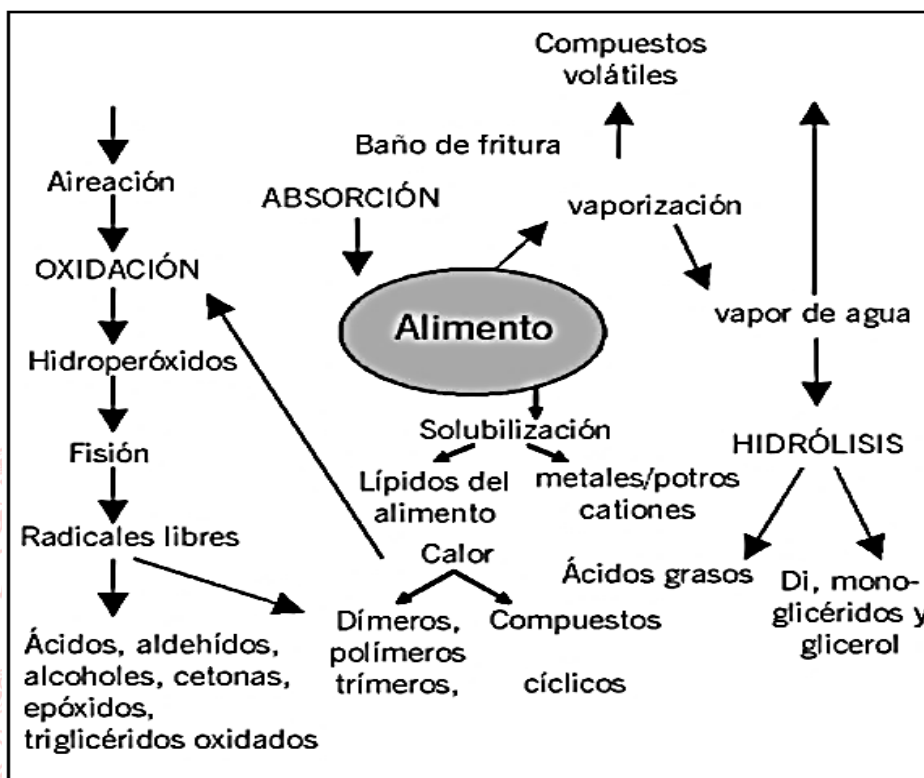 Compuestos
volátiles
Baño de fritura
Aireación
ABSORCIÓN
vaporización
OXIDACIÓN
Alimento
vapor de agua
Hidroperóxidos
Solubilización
HIDRÓLISIS
Fisión
Lípidos del
alimento
metales/potros
cationes
Radicales libres
Calor
Ácidos grasos
Di, mono-
glicéridos y
glicerol
Dímeros,
polímeros
trímeros,
Compuestos
cíclicos
Ácidos, aldehídos,
alcoholes, cetonas,
epóxidos,
triglicéridos oxidados